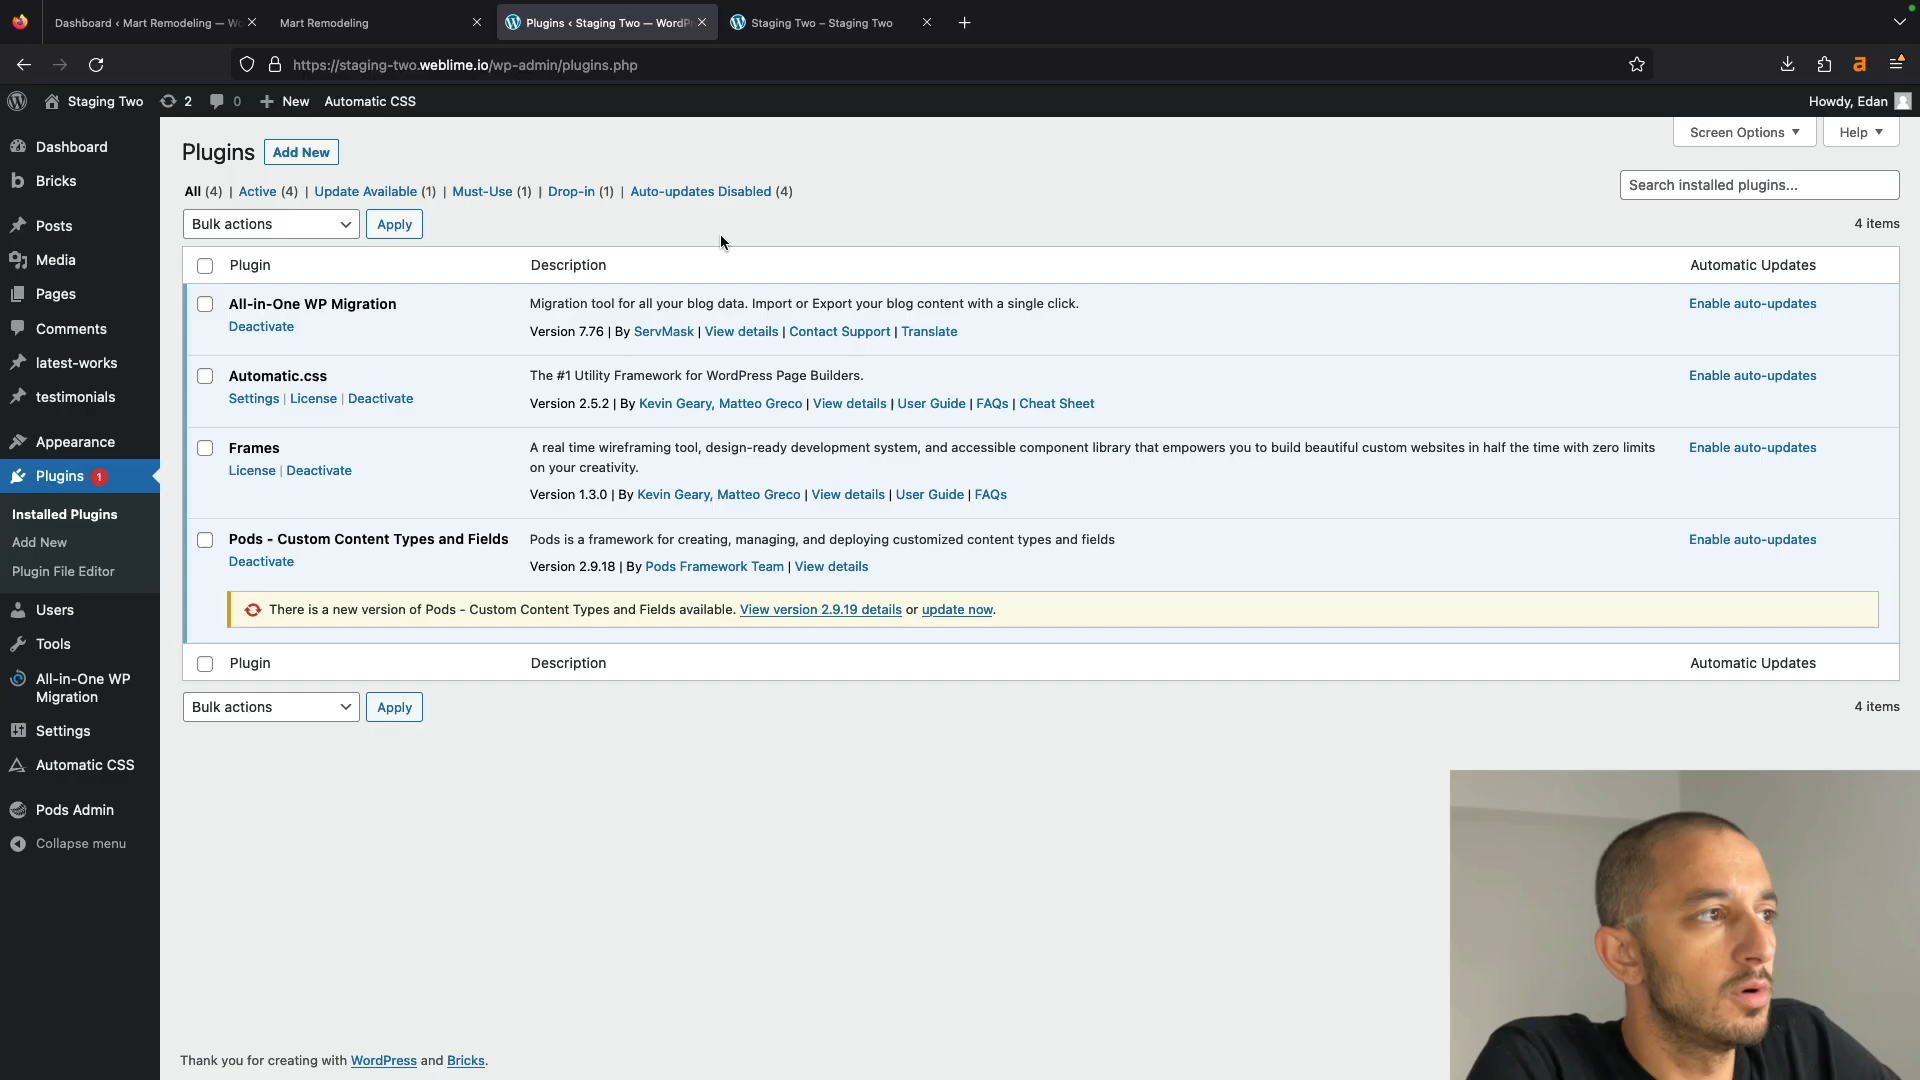 Dashboard ‹ Mart Remodeling — Wo
Mart Remodeling
Plugins ‹ Staging Two — WordPr
Staging Two – Staging Two
https://staging-two.weblime.io/wp-admin/plugins.php
Staging Two
2
0
New
Automatic CSS
Howdy, Edan
Dashboard
Bricks
Posts
Media
Pages
Comments
latest-works
testimonials
Appearance
Plugins 1
Installed Plugins
Add New
Plugin File Editor
Users
Tools
All-in-One WP
Migration
Settings
Automatic CSS
Pods Admin
Collapse menu
Screen Options
Help
Plugins
Add New
All (4) | Active (4) | Update Available (1) | Must-Use (1) | Drop-in (1) | Auto-updates Disabled (4)
Search installed plugins...
Bulk actions
Apply
4 items
Plugin
Description
Automatic Updates
All-in-One WP Migration
Deactivate
Migration tool for all your blog data. Import or Export your blog content with a single click.
Version 7.76 | By ServMask | View details | Contact Support | Translate
Enable auto-updates
Automatic.css
Settings | License | Deactivate
The #1 Utility Framework for WordPress Page Builders.
Version 2.5.2 | By Kevin Geary, Matteo Greco | View details | User Guide | FAQs | Cheat Sheet
Enable auto-updates
Frames
License | Deactivate
A real time wireframing tool, design-ready development system, and accessible component library that empowers you to build beautiful custom websites in half the time with zero limits
on your creativity.
Version 1.3.0 | By Kevin Geary, Matteo Greco | View details | User Guide | FAQs
Enable auto-updates
Pods - Custom Content Types and Fields
Deactivate
Pods is a framework for creating, managing, and deploying customized content types and fields
Version 2.9.18 | By Pods Framework Team | View details
Enable auto-updates
There is a new version of Pods - Custom Content Types and Fields available. View version 2.9.19 details or update now.
Plugin
Description
Automatic Updates
Bulk actions
Apply
4 items
Thank you for creating with WordPress and Bricks.